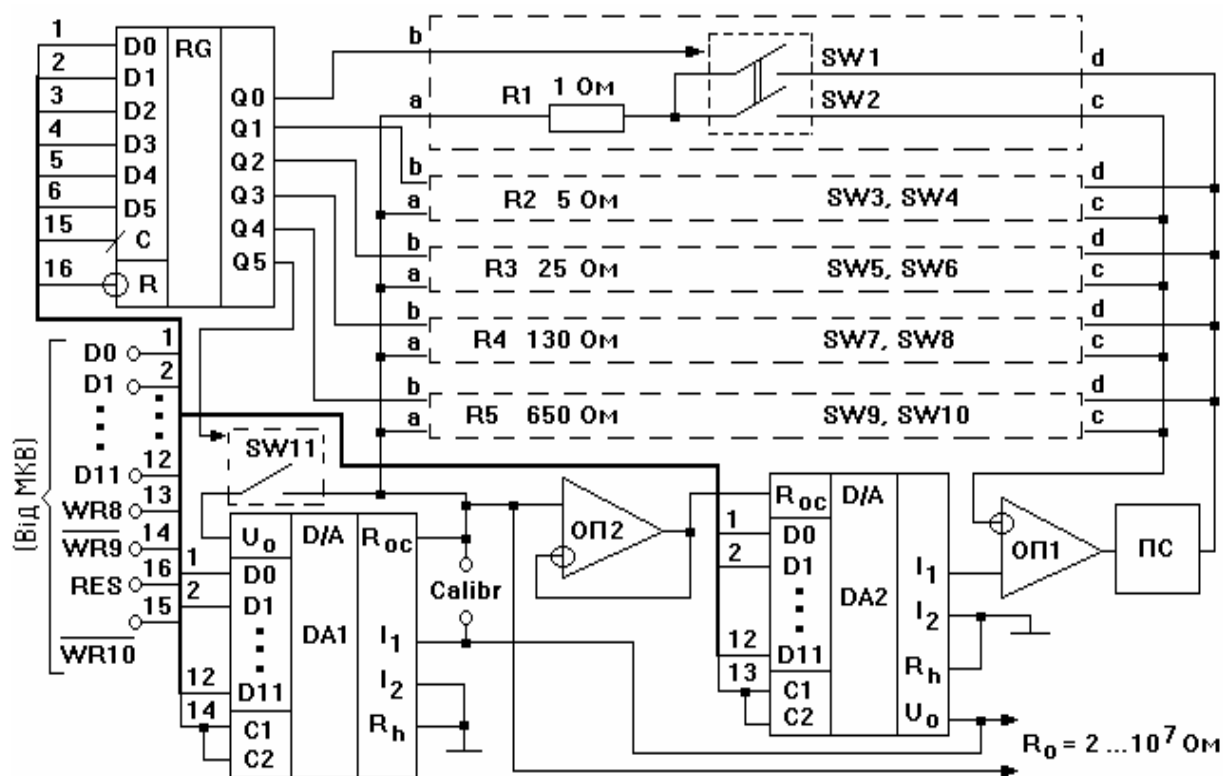 1
2
3
4
5
6
15
16
D0
D1
D2
D3
D4
D5
C
R
RG
Q0
Q1
Q2
Q3
Q4
Q5
b
a
R1 1 Ом
SW1
SW2
d
c
b
a
R2 5 Ом
SW3, SW4
d
c
b
a
R3 25 Ом
SW5, SW6
d
c
b
a
R4 130 Ом
SW7, SW8
d
c
b
a
R5 650 Ом
SW9, SW10
d
c
(Від МКВ)
D0
D1
D11
WR8
WR9
RES
WR10
1
2
12
13
14
16
15
SW11
1
2
12
14
U0
D0
D1
D11
C1
C2
D/A
DA1
Roc
I1
I2
Rh
Calibr
ОП2
1
2
12
13
Roc
D0
D1
D11
C1
C2
D/A
DA2
I1
I2
Rh
U0
ОП1
ПС
R0 = 2 ...10⁷ Ом